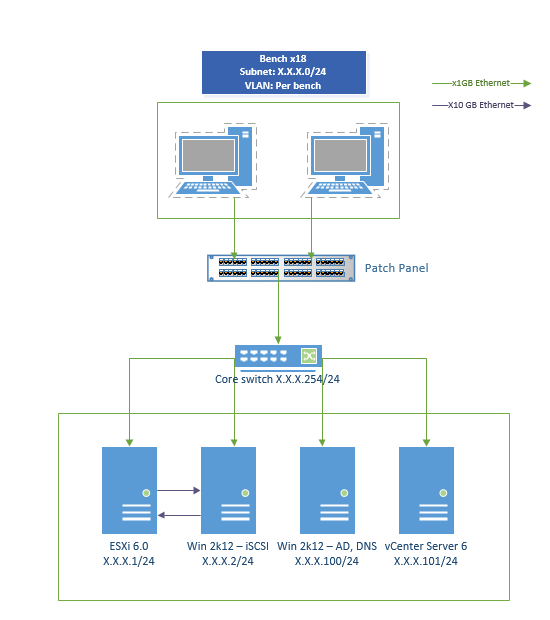 Bench x18
Subnet: X.X.X.0/24
VLAN: Per bench
x1GB Ethernet
X10 GB Ethernet
Patch Panel
Core switch X.X.X.254/24
ESXi 6.0
X.X.X.1/24
Win 2k12 – iSCSI
X.X.X.2/24
Win 2k12 – AD, DNS
X.X.X.100/24
vCenter Server 6
X.X.X.101/24